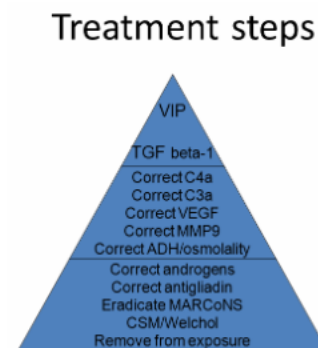 Treatment steps
VIP
TGF beta-1
Correct C4a
Correct C3a
Correct VEGF
Correct MMP9
Correct ADH/osmolality
Correct androgens
Correct antigliadin
Eradicate MARCoNS
CSM/Welchol
Remove from exposure